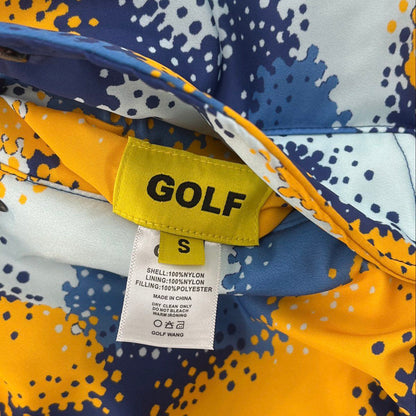 GOLF
S
SHELL:100%NYLON
LINING:100%NYLON
FILLING:100%POLYESTER
MADE IN CHINA
DRY CLEAN ONLY
DO NOT BLEACH
WARM IRON
GOLF WANG